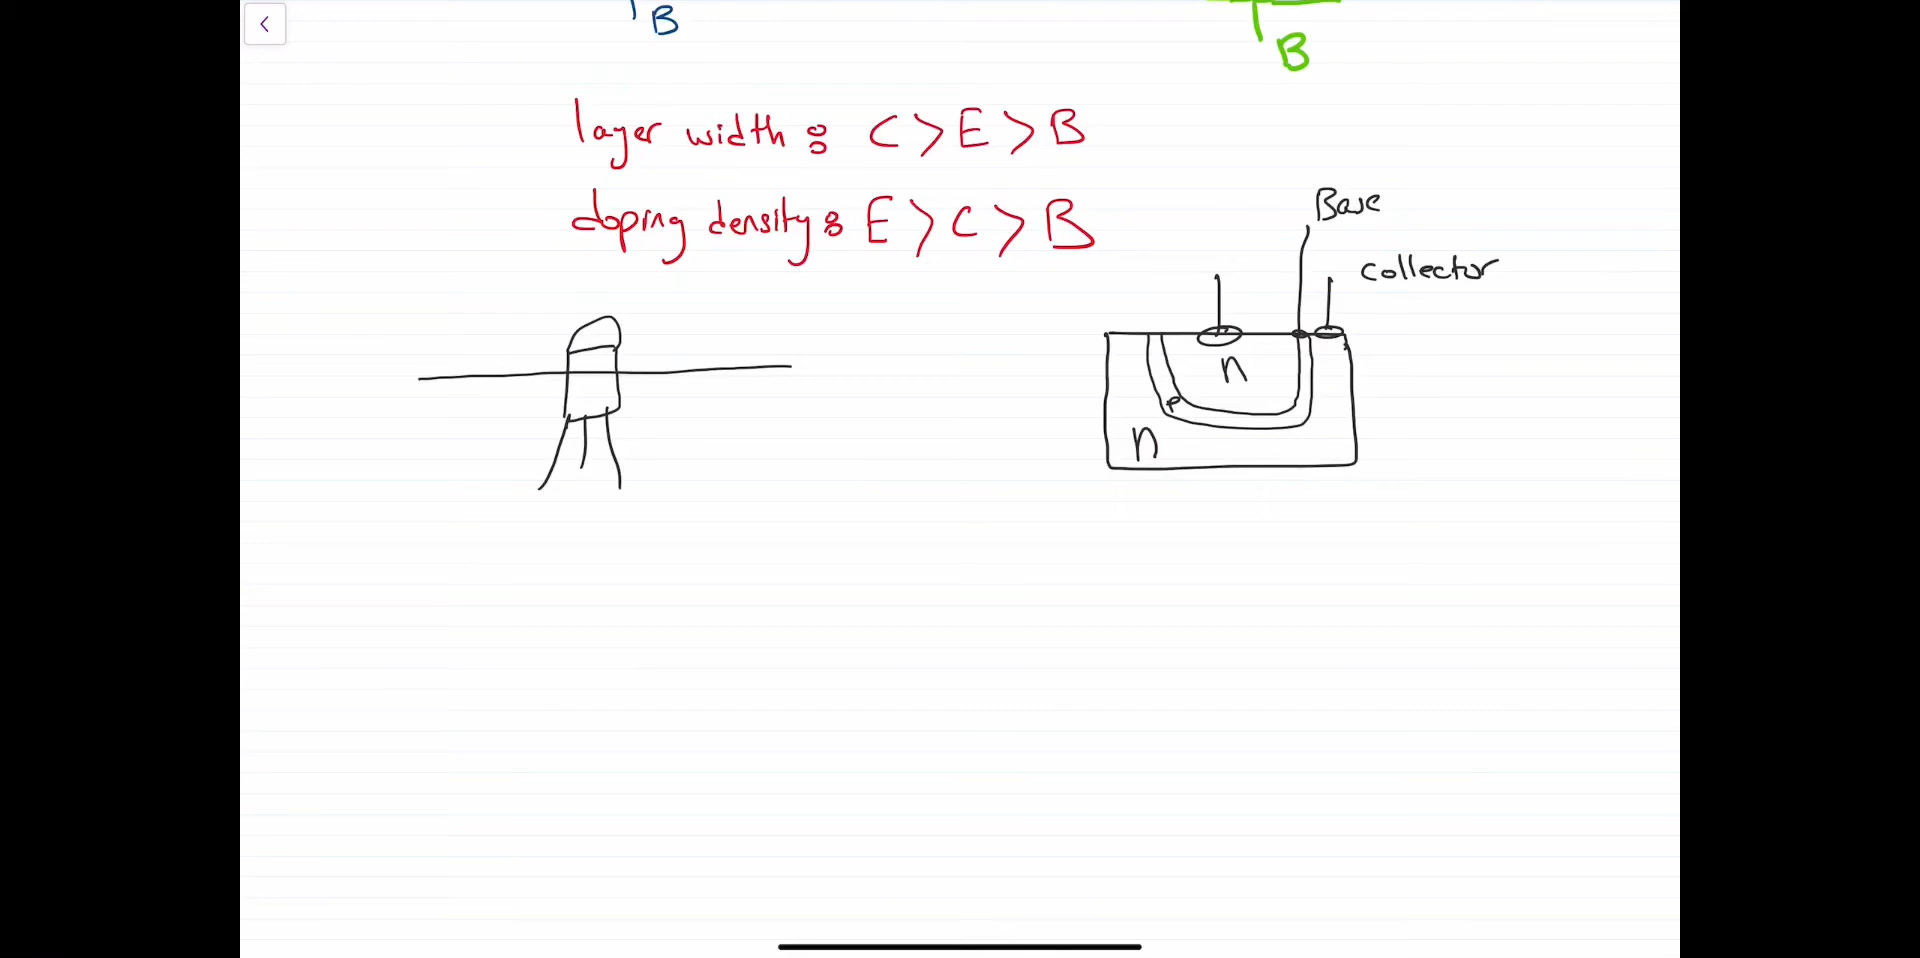 B
B
layer width : C > E > B
doping density : E > C > B
Base
collector
n
p
n